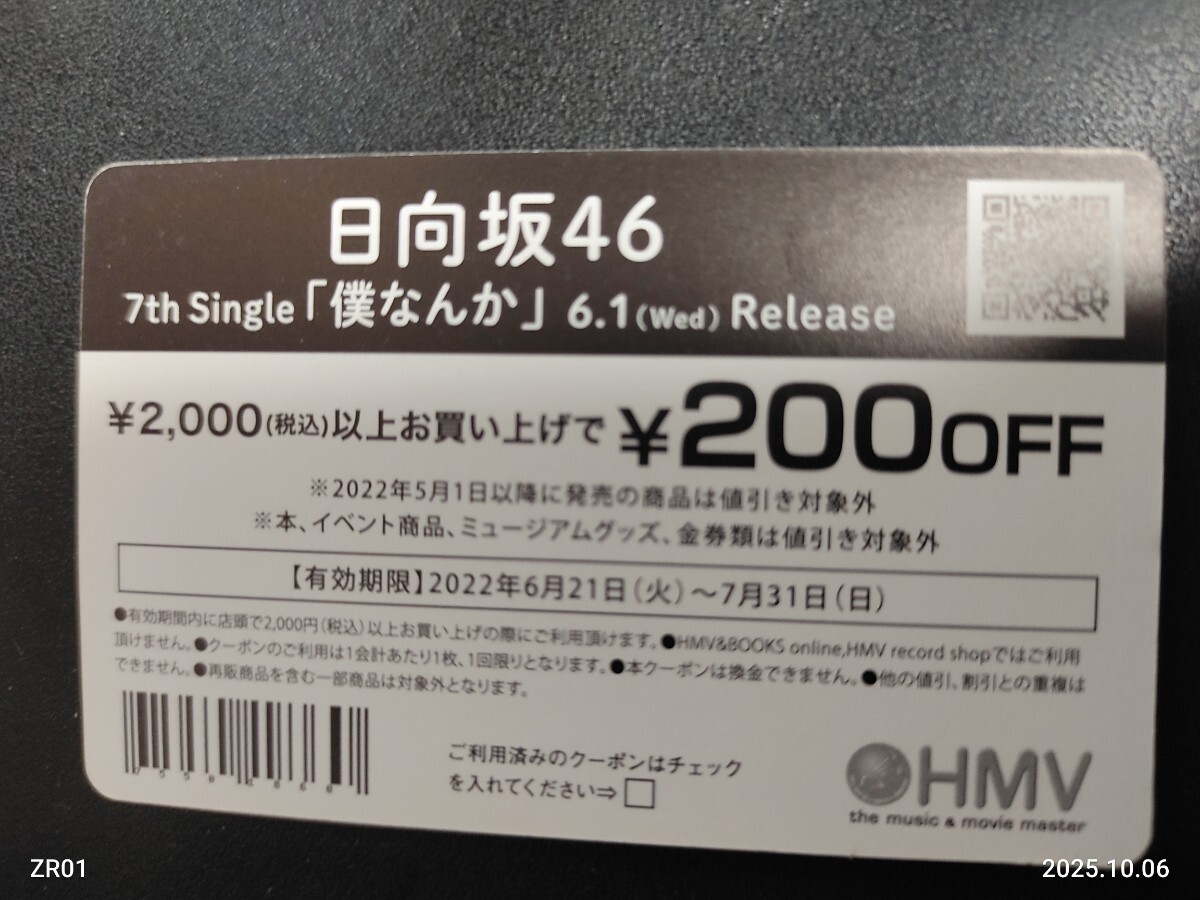 日向坂46
7th Single「僕なんか」 6.1(Wed) Release
¥2,000(税込)以上お買い上げで ¥200OFF
※2022年5月1日以降に発売の商品は値引き対象外
※本、イベント商品、ミュージアムグッズ、金券類は値引き対象外
【有効期限】2022年6月21日(火)～7月31日(日)
●有効期間内に店頭で2,000円(税込)以上お買い上げの際にご利用頂けます。●HMV&BOOKS online,HMV record shopではご利用
頂けません。●クーポンのご利用は1会計あたり1枚、1回限りとなります。●本クーポンは換金できません。●他の値引、割引との重複は
できません。●再販商品を含む一部商品は対象外となります。
ご利用済みのクーポンはチェック
を入れてください⇒□
HMV
the music & movie master
ZR01
2025.10.06